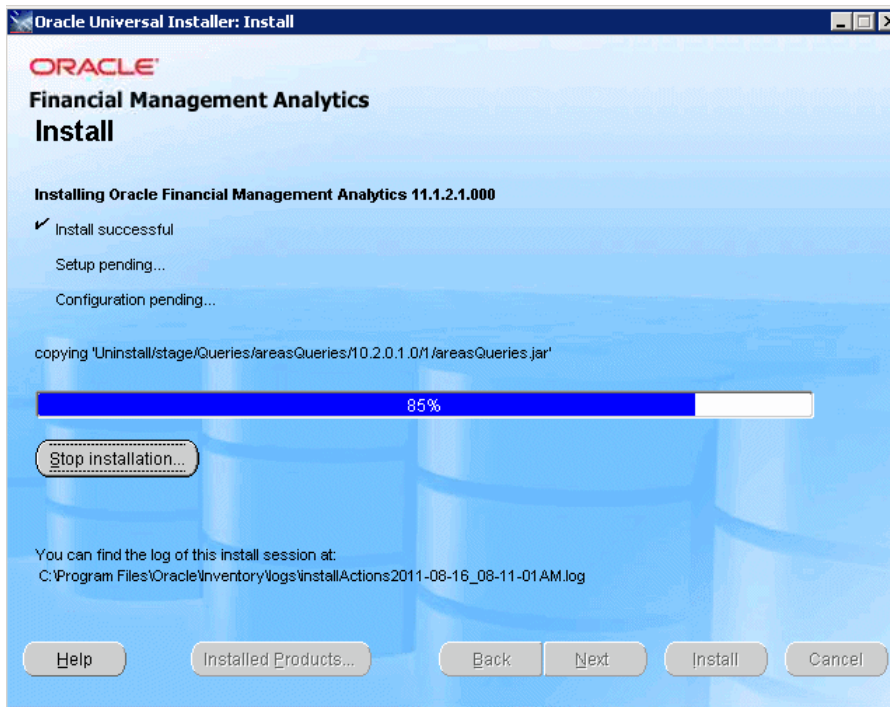 Oracle Universal Installer: Install
ORACLE
Financial Management Analytics
Install
Installing Oracle Financial Management Analytics 11.1.2.1.000
Install successful
Setup pending...
Configuration pending...
copying 'Uninstall/stage/Queries/areasQueries/10.2.0.1.0/1/areasQueries.jar'
85%
Stop installation...
You can find the log of this install session at:
C:\Program Files\Oracle\Inventory\logs\installActions2011-08-16_08-11-01AM.log
Help Installed Products... Back Next Install Cancel